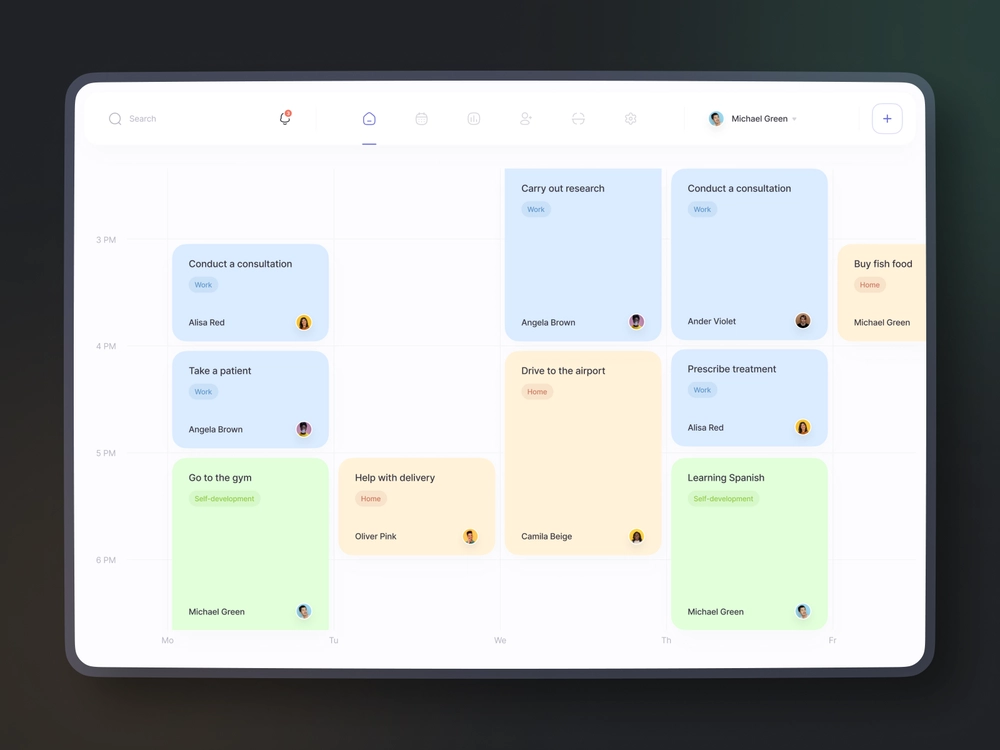 Search
Michael Green
3 PM
4 PM
5 PM
6 PM
Conduct a consultation
Work
Alisa Red
Take a patient
Work
Angela Brown
Go to the gym
Self-development
Michael Green
Help with delivery
Home
Oliver Pink
Carry out research
Work
Angela Brown
Drive to the airport
Home
Camila Beige
Conduct a consultation
Work
Ander Violet
Prescribe treatment
Work
Alisa Red
Learning Spanish
Self-development
Michael Green
Buy fish food
Home
Michael Green
Mo
Tu
We
Th
Fr